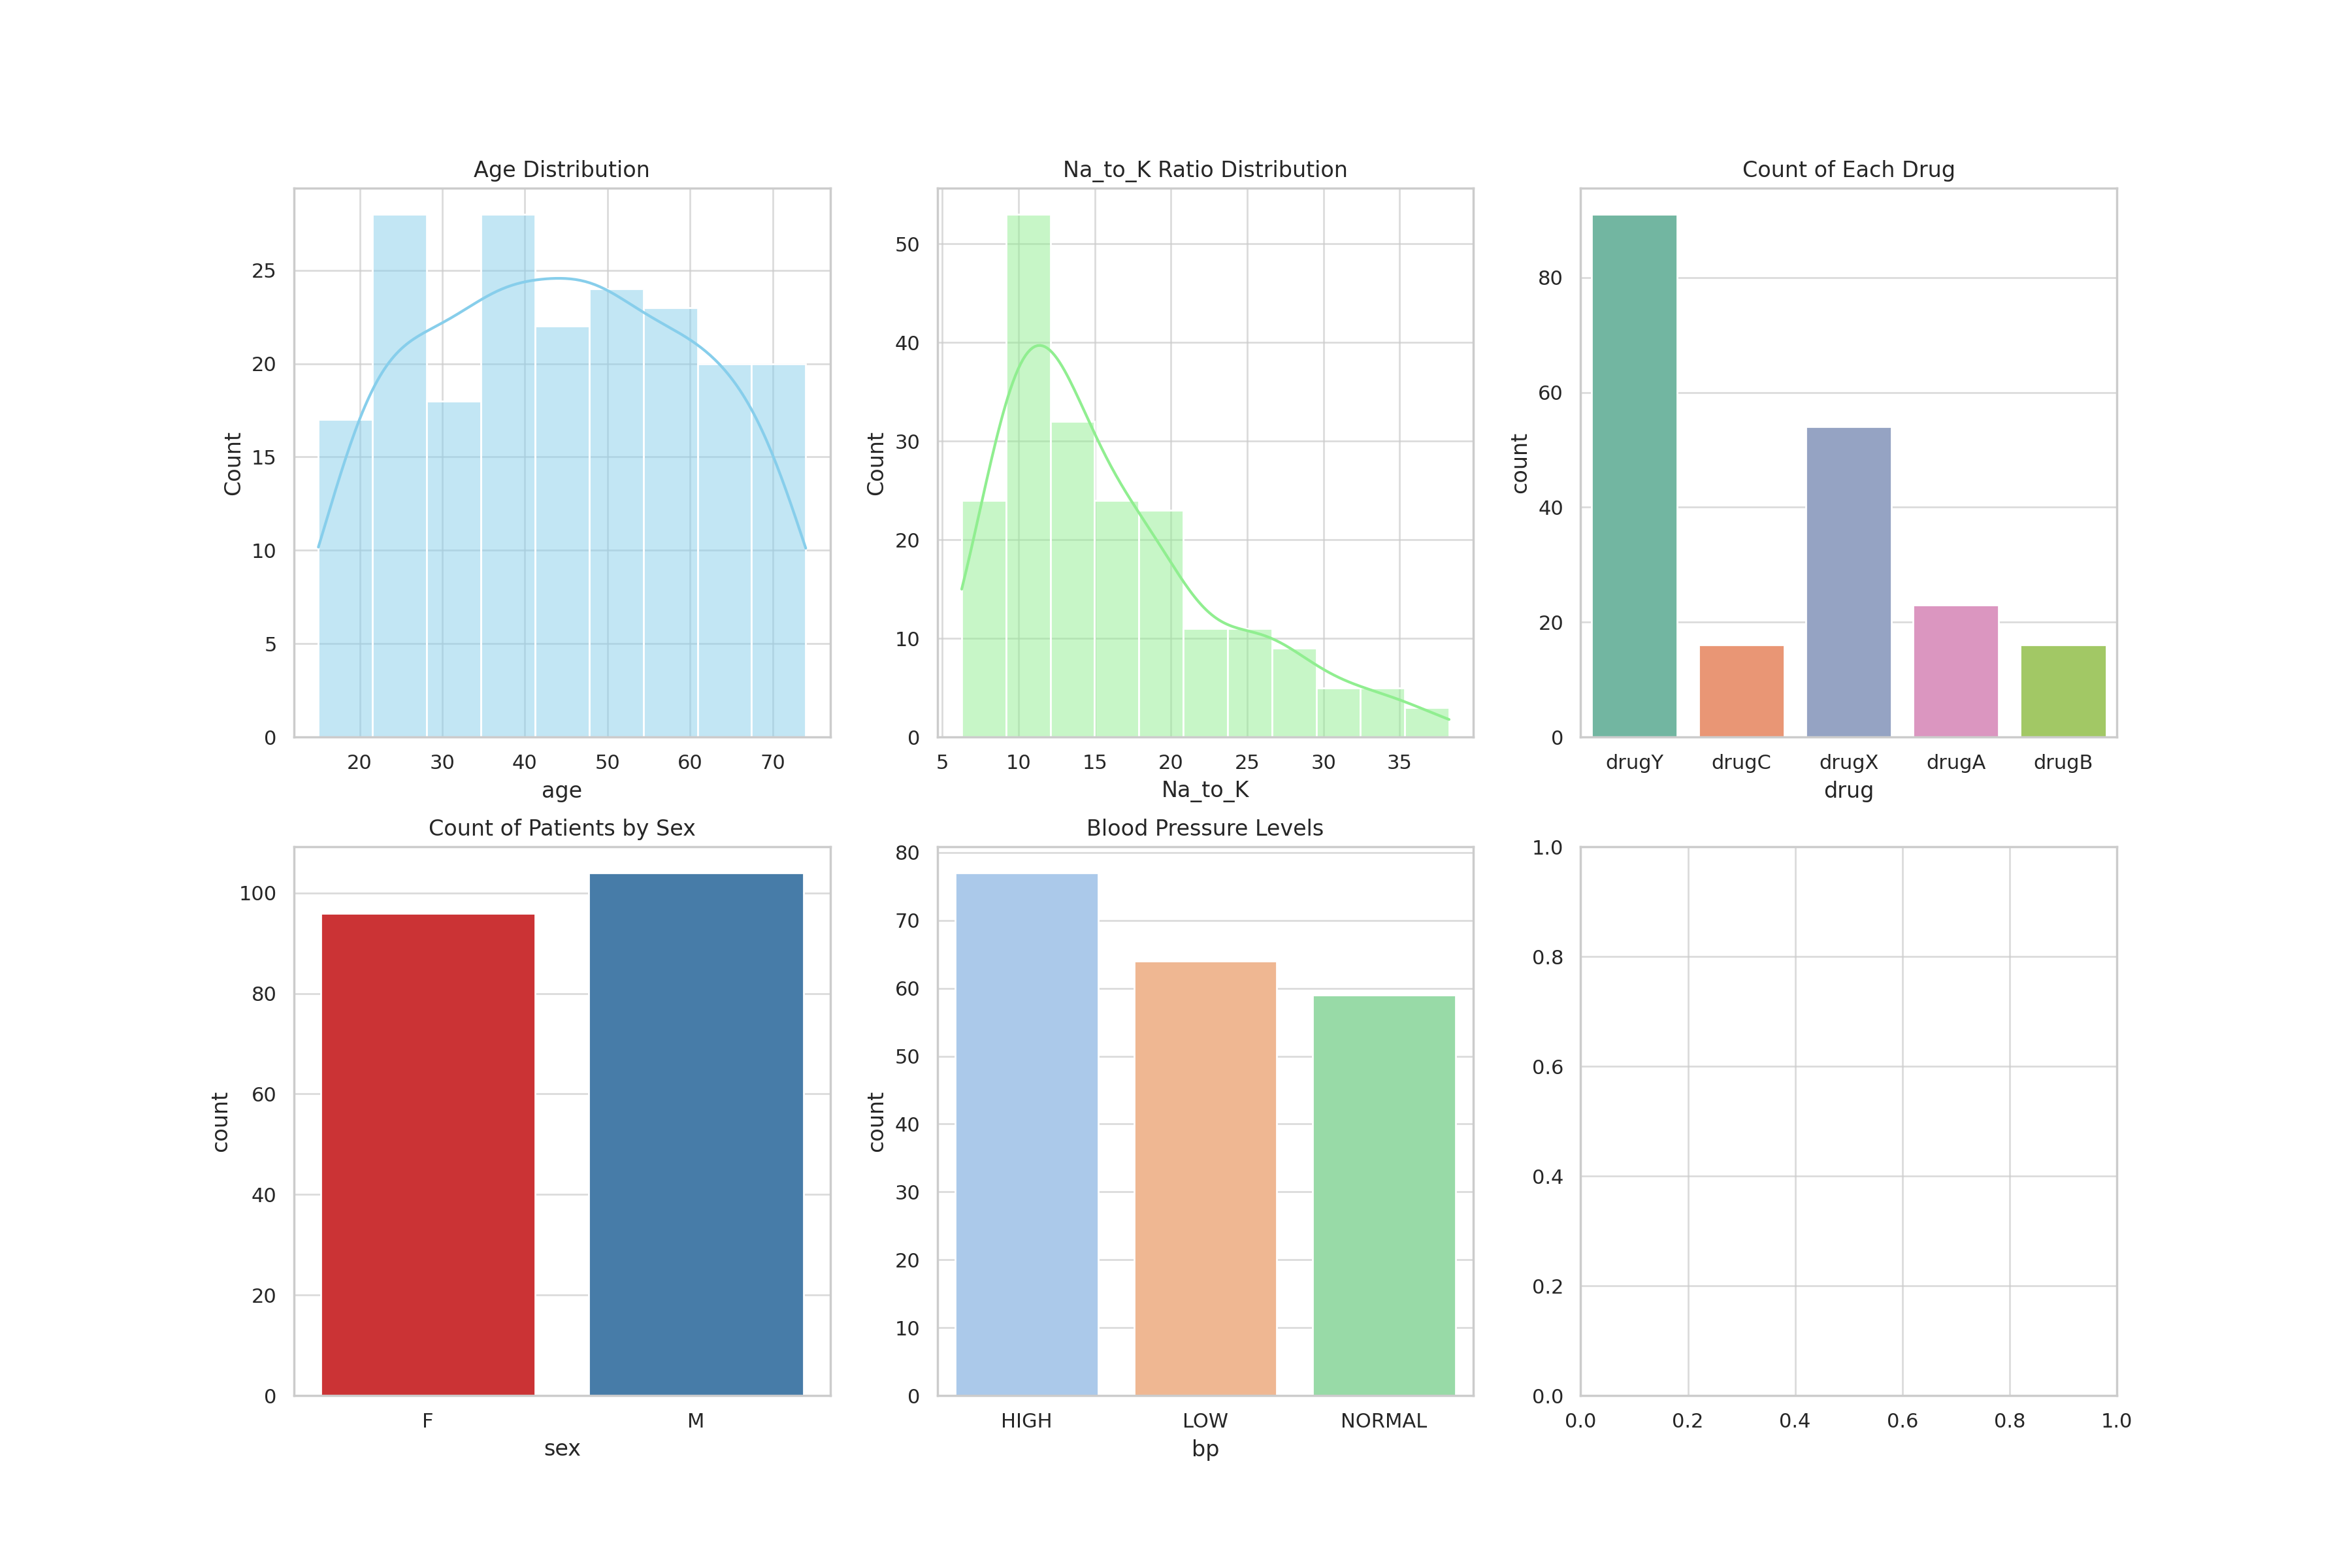 Age Distribution
Count
25
20
15
10
5
0
20 30 40 50 60 70
age
Na_to_K Ratio Distribution
Count
50
40
30
20
10
0
5 10 15 20 25 30 35
Na_to_K
Count of Each Drug
count
80
60
40
20
0
drugY drugC drugX drugA drugB
drug
Count of Patients by Sex
count
100
80
60
40
20
0
F M
sex
Blood Pressure Levels
count
80
70
60
50
40
30
20
10
0
HIGH LOW NORMAL
bp
1.0
0.8
0.6
0.4
0.2
0.0
0.0 0.2 0.4 0.6 0.8 1.0